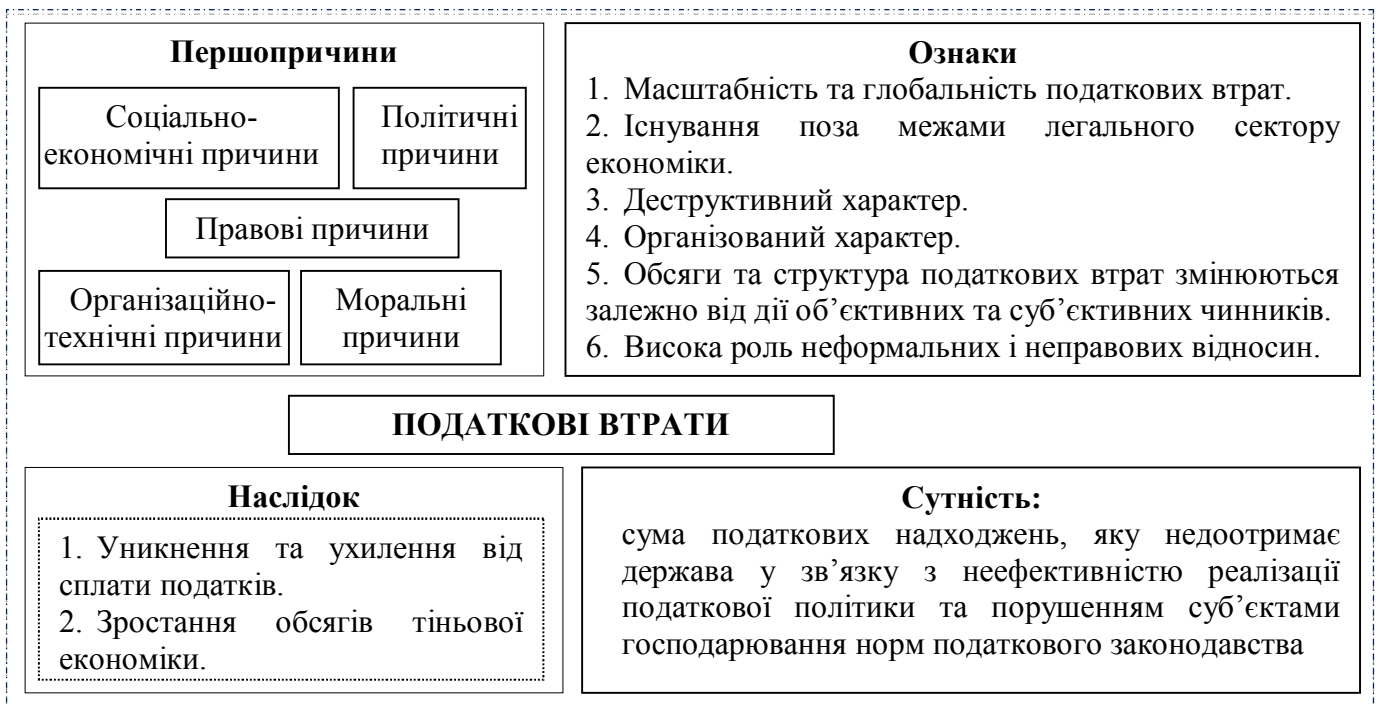 Першопричини
Соціально-
економічні причини
Політичні
причини
Правові причини
Організаційно-
технічні причини
Моральні
причини
Ознаки
1. Масштабність та глобальність податкових втрат.
2. Існування поза межами легального сектору
економіки.
3. Деструктивний характер.
4. Організований характер.
5. Обсяги та структура податкових втрат змінюються
залежно від дії об’єктивних та суб’єктивних чинників.
6. Висока роль неформальних і неправових відносин.
ПОДАТКОВІ ВТРАТИ
Наслідок
1. Уникнення та ухилення від
сплати податків.
2. Зростання обсягів тіньової
економіки.
Сутність:
сума податкових надходжень, яку недоотримає
держава у зв’язку з неефективністю реалізації
податкової політики та порушенням суб’єктами
господарювання норм податкового законодавства